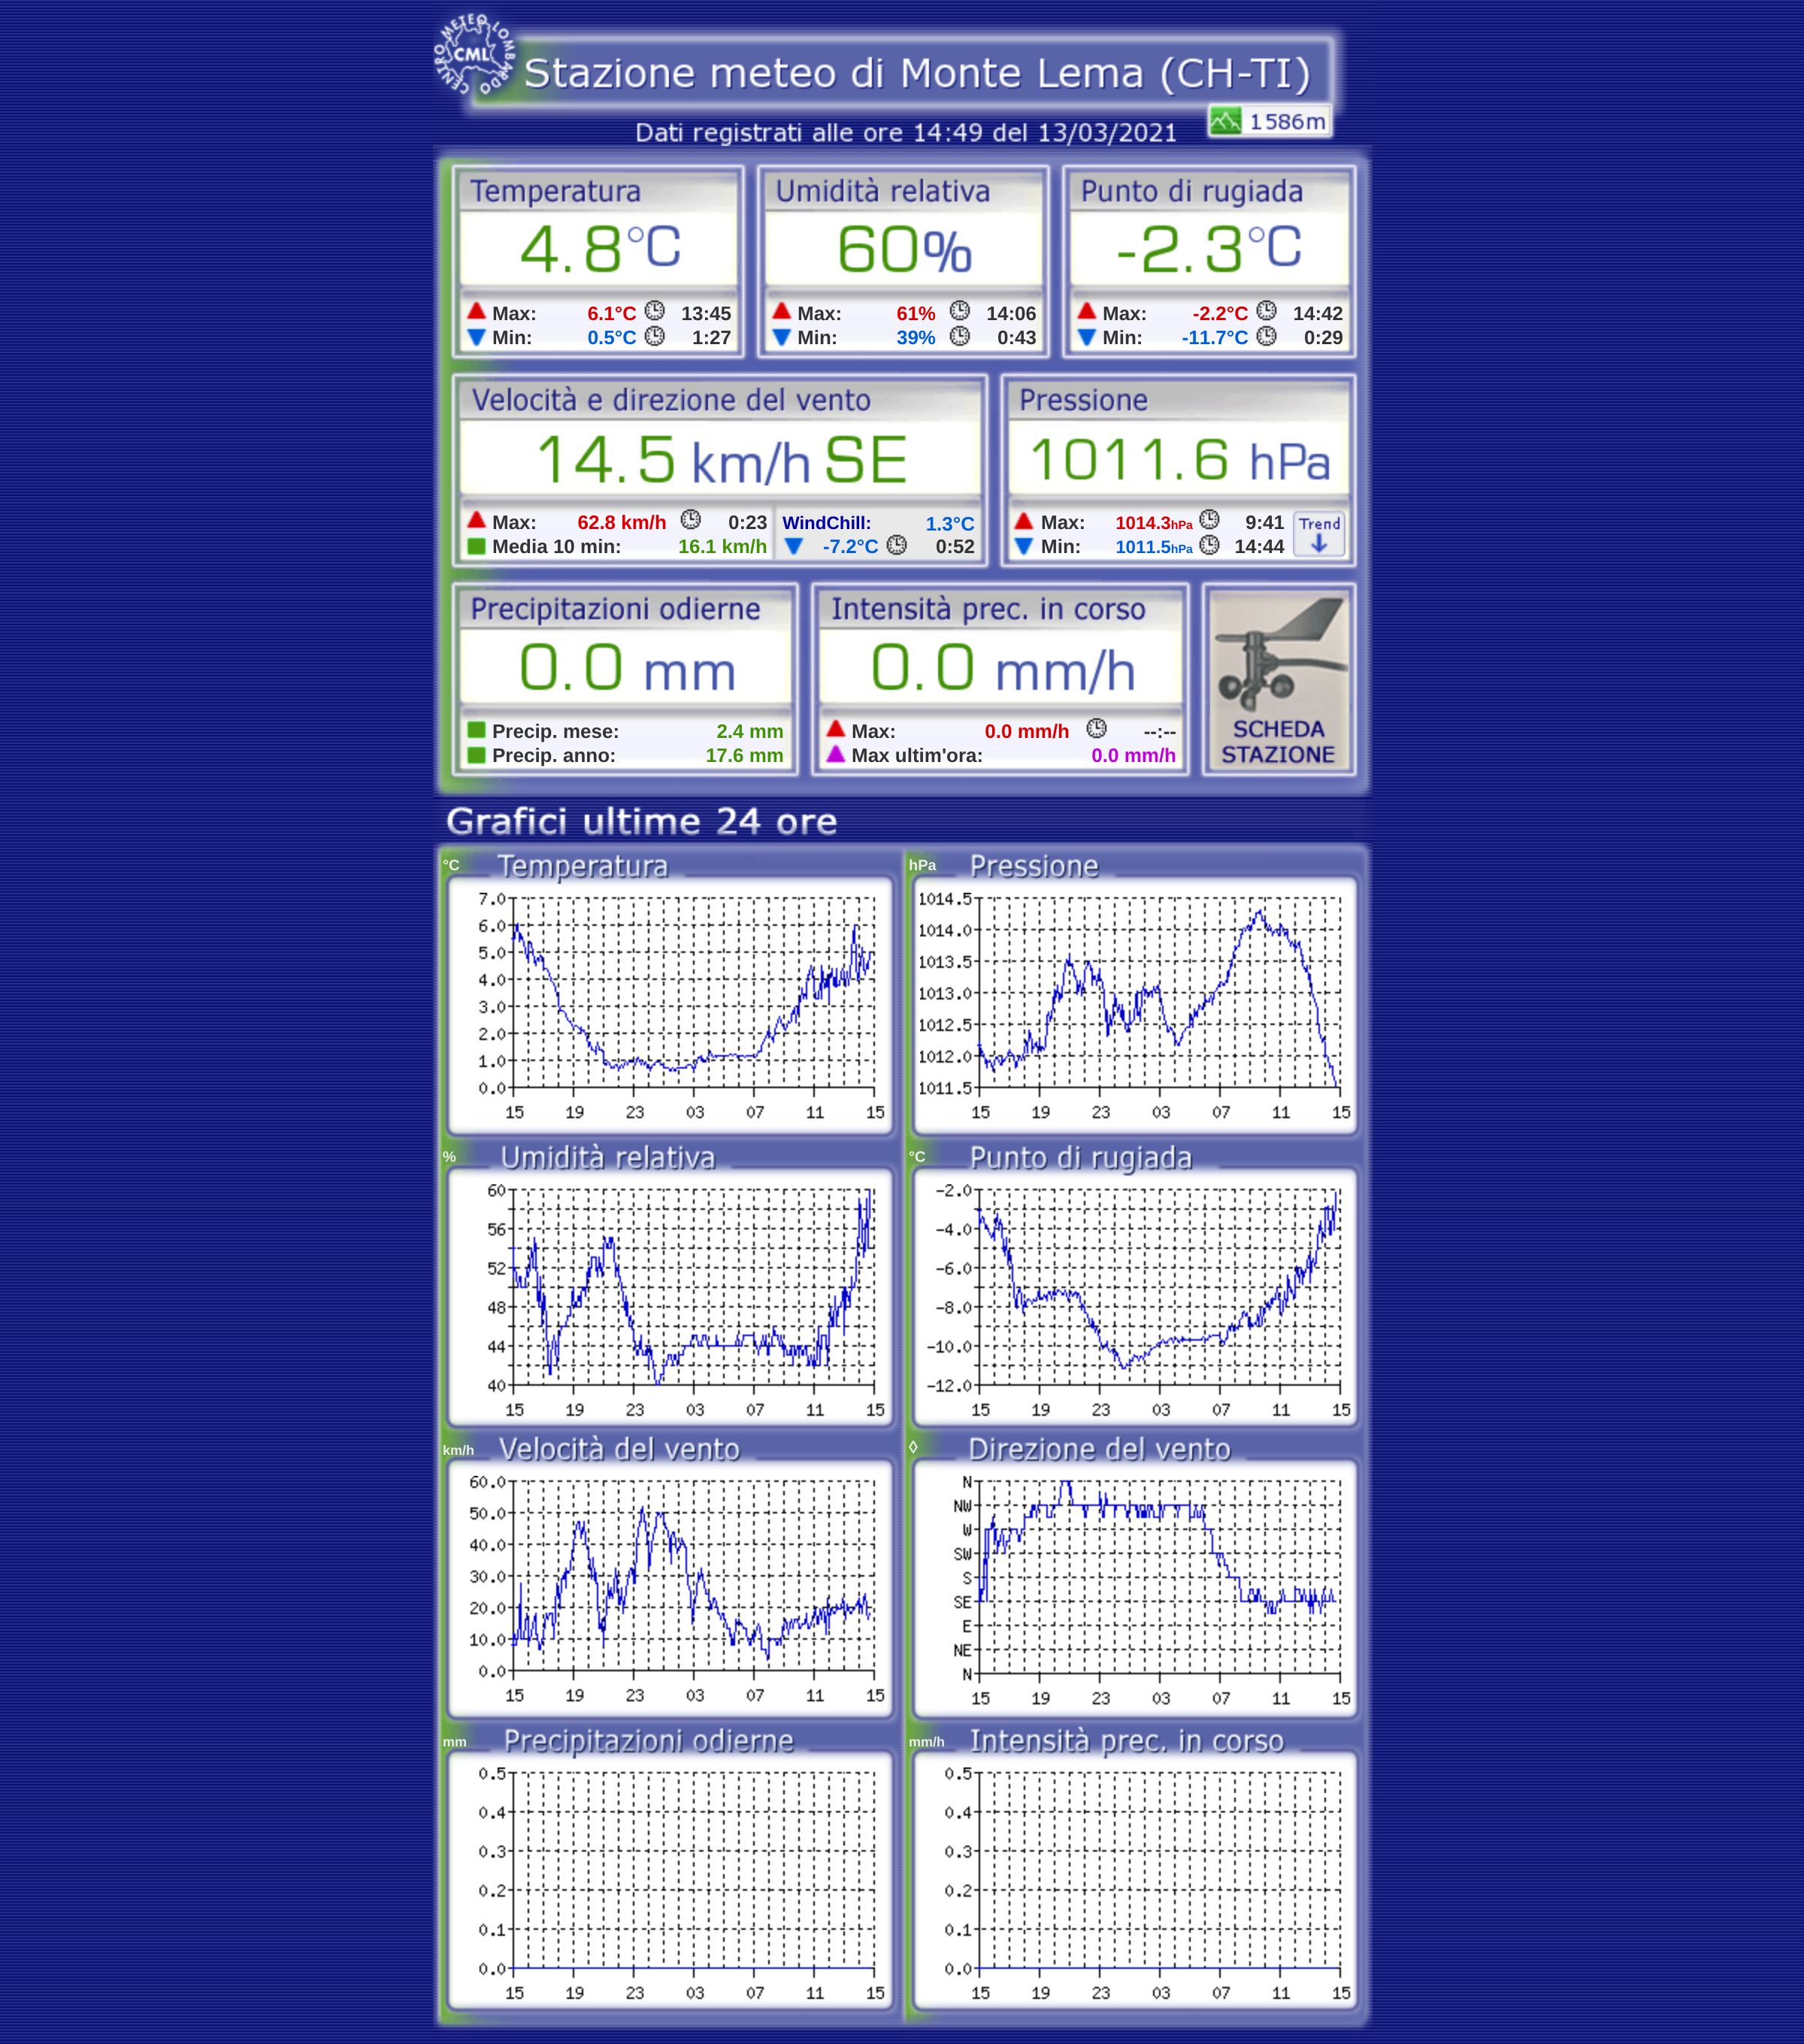 CENTRO METEO LOMBARDO
CML
Stazione meteo di Monte Lema (CH-TI)
1586m
Dati registrati alle ore 14:49 del 13/03/2021
Temperatura
4.8°C
Max: 6.1°C 13:45
Min: 0.5°C 1:27
Umidità relativa
60%
Max: 61% 14:06
Min: 39% 0:43
Punto di rugiada
-2.3°C
Max: -2.2°C 14:42
Min: -11.7°C 0:29
Velocità e direzione del vento
14.5 km/h SE
Max: 62.8 km/h 0:23
Media 10 min: 16.1 km/h
WindChill: 1.3°C
-7.2°C 0:52
Pressione
1011.6 hPa
Max: 1014.3hPa 9:41
Min: 1011.5hPa 14:44
Trend
Precipitazioni odierne
0.0 mm
Precip. mese: 2.4 mm
Precip. anno: 17.6 mm
Intensità prec. in corso
0.0 mm/h
Max: 0.0 mm/h --:--
Max ultim'ora: 0.0 mm/h
SCHEDA
STAZIONE
Grafici ultime 24 ore
°C Temperatura
7.0
6.0
5.0
4.0
3.0
2.0
1.0
0.0
15 19 23 03 07 11 15
hPa Pressione
1014.5
1014.0
1013.5
1013.0
1012.5
1012.0
1011.5
15 19 23 03 07 11 15
% Umidità relativa
60
56
52
48
44
40
15 19 23 03 07 11 15
°C Punto di rugiada
-2.0
-4.0
-6.0
-8.0
-10.0
-12.0
15 19 23 03 07 11 15
km/h Velocità del vento
60.0
50.0
40.0
30.0
20.0
10.0
0.0
15 19 23 03 07 11 15
◊ Direzione del vento
N
NW
W
SW
S
SE
E
NE
N
15 19 23 03 07 11 15
mm Precipitazioni odierne
0.5
0.4
0.3
0.2
0.1
0.0
15 19 23 03 07 11 15
mm/h Intensità prec. in corso
0.5
0.4
0.3
0.2
0.1
0.0
15 19 23 03 07 11 15